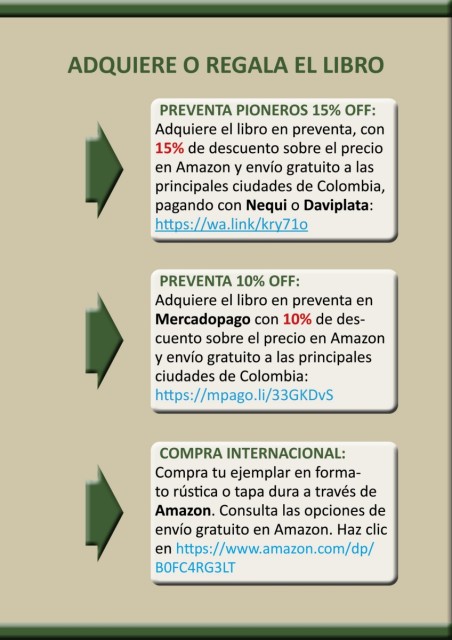 ADQUIERE O REGALA EL LIBRO
PREVENTA PIONEROS 15% OFF:
Adquiere el libro en preventa, con
15% de descuento sobre el precio
en Amazon y envío gratuito a las
principales ciudades de Colombia,
pagando con Nequi o Daviplata:
https://wa.link/kry71o
PREVENTA 10% OFF:
Adquiere el libro en preventa en
Mercadopago con 10% de des-
cuento sobre el precio en Amazon
y envío gratuito a las principales
ciudades de Colombia:
https://mpago.li/33GKDvS
COMPRA INTERNACIONAL:
Compra tu ejemplar en forma-
to rústica o tapa dura a través de
Amazon. Consulta las opciones de
envío gratuito en Amazon. Haz clic
en https://www.amazon.com/dp/
B0FC4RG3LT